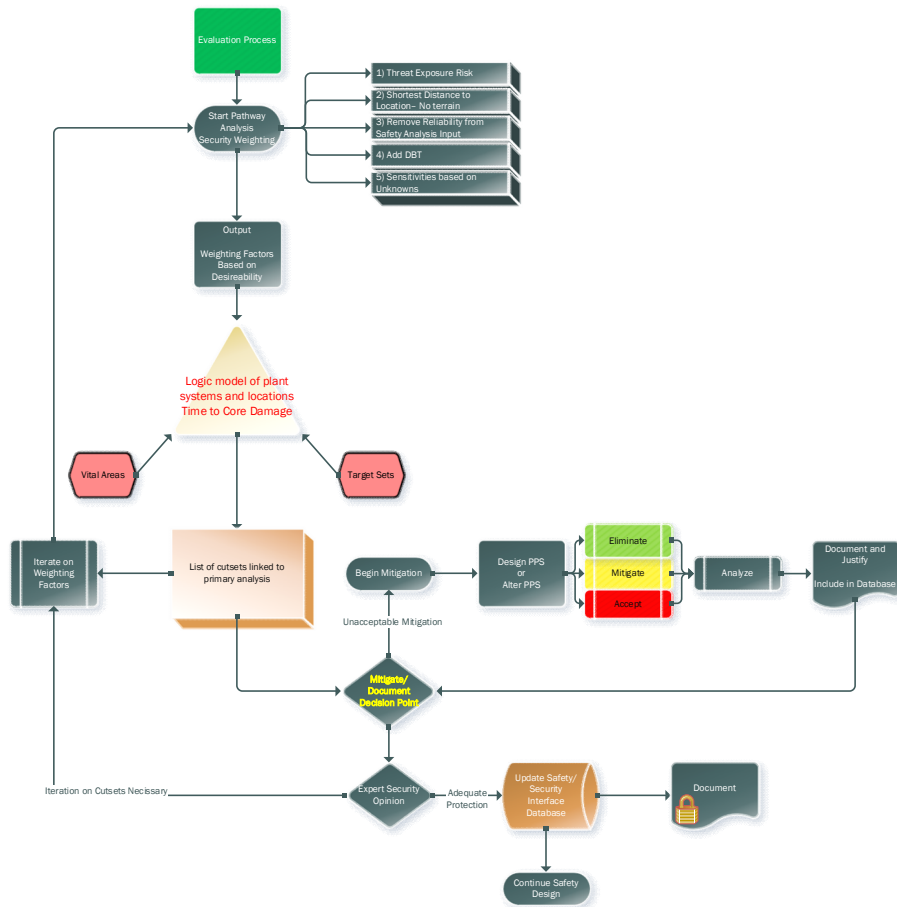 Evaluation Process
Start Pathway
Analysis
Security Weighting
1) Threat Exposure Risk
2) Shortest Distance to
Location– No terrain
3) Remove Reliability from
Safety Analysis Input
4) Add DBT
5) Sensitivities based on
Unknowns
Output
Weighting Factors
Based on
Desireability
Logic model of plant
systems and locations
Time to Core Damage
Vital Areas
Target Sets
Iterate on
Weighting
Factors
List of cutsets linked to
primary analysis
Begin Mitigation
Design PPS
or
Alter PPS
Eliminate
Mitigate
Accept
Analyze
Document and
Justify
Include in Database
Unacceptable Mitigation
Mitigate/
Document
Decision Point
Iteration on Cutsets Necissary
Expert Security
Opinion
Adequate
Protection
Update Safety/
Security
Interface
Database
Document
Continue Safety
Design